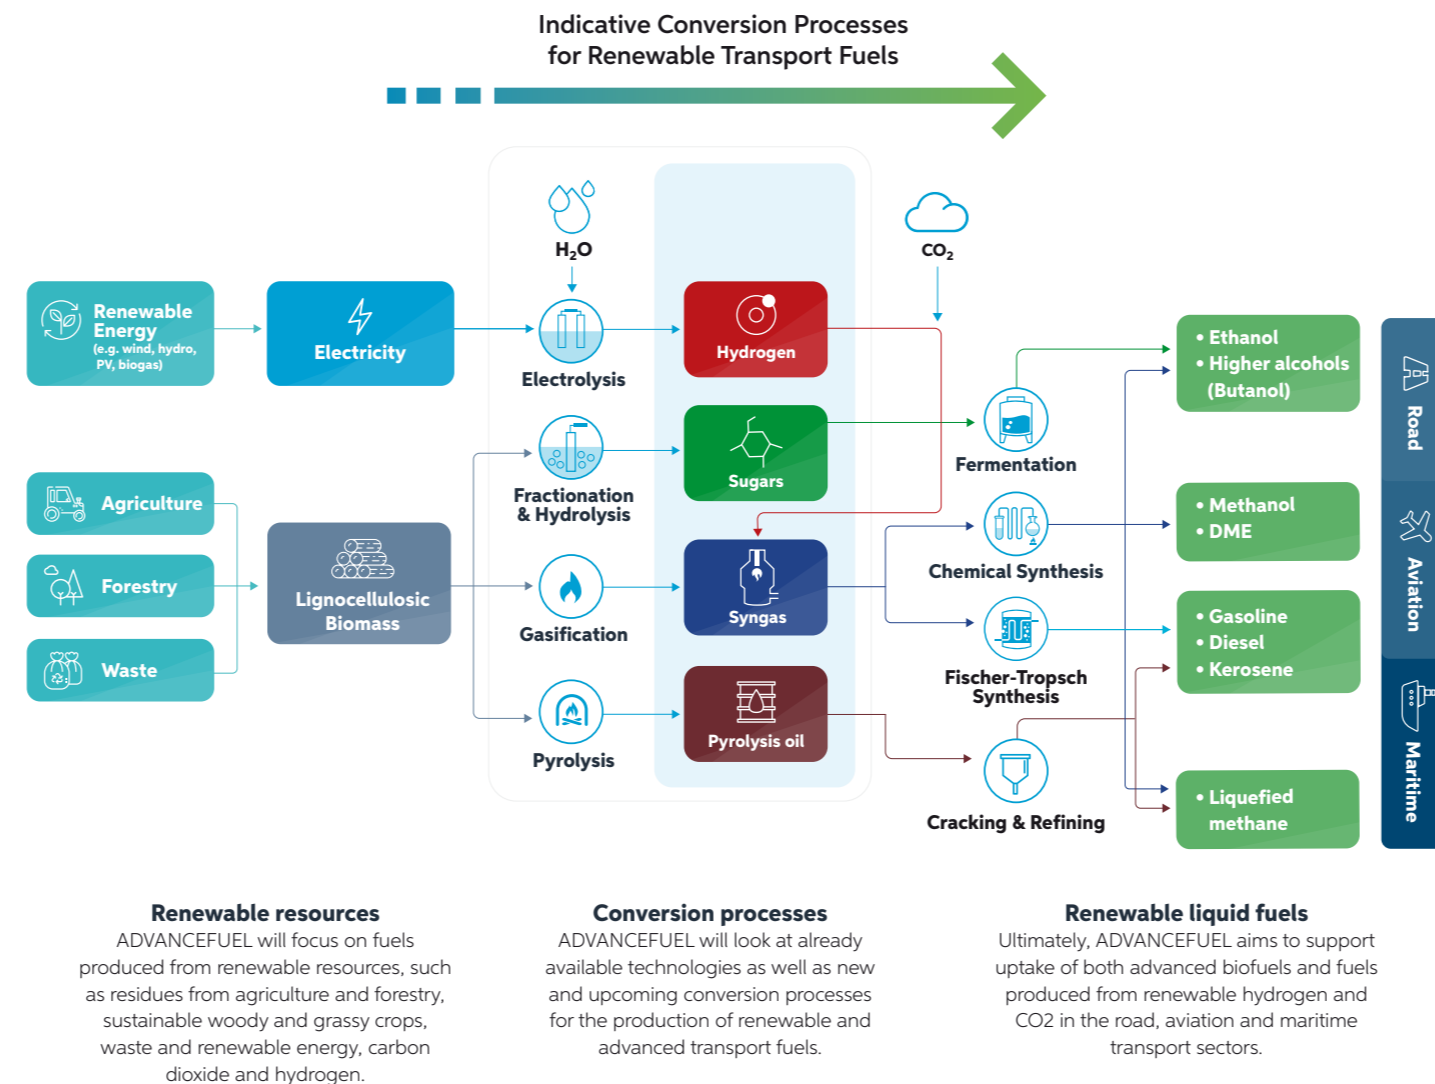 Indicative Conversion Processes
for Renewable Transport Fuels
H₂O
CO₂
Renewable
Energy
(e.g. wind, hydro,
PV, biogas)
Electricity
Electrolysis
Hydrogen
Agriculture
Forestry
Waste
Lignocellulosic
Biomass
Fractionation
& Hydrolysis
Gasification
Pyrolysis
Sugars
Syngas
Pyrolysis oil
Fermentation
Chemical Synthesis
Fischer-Tropsch
Synthesis
Cracking & Refining
• Ethanol
• Higher alcohols
(Butanol)
• Methanol
• DME
• Gasoline
• Diesel
• Kerosene
• Liquefied
methane
Road
Aviation
Maritime
Renewable resources
ADVANCEFUEL will focus on fuels
produced from renewable resources, such
as residues from agriculture and forestry,
sustainable woody and grassy crops,
waste and renewable energy, carbon
dioxide and hydrogen.
Conversion processes
ADVANCEFUEL will look at already
available technologies as well as new
and upcoming conversion processes
for the production of renewable and
advanced transport fuels.
Renewable liquid fuels
Ultimately, ADVANCEFUEL aims to support
uptake of both advanced biofuels and fuels
produced from renewable hydrogen and
CO2 in the road, aviation and maritime
transport sectors.